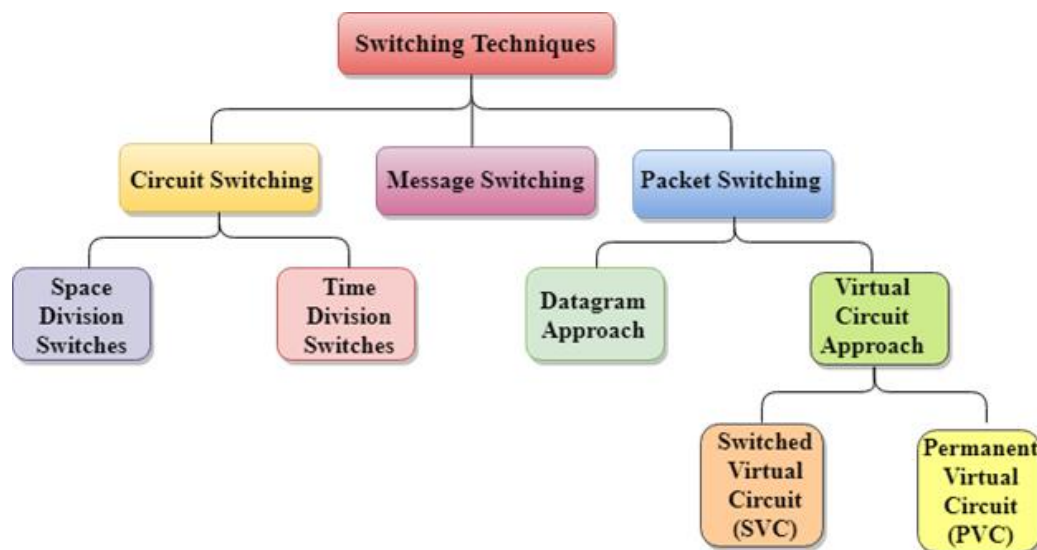 Switching Techniques
Circuit Switching
Message Switching
Packet Switching
Space
Division
Switches
Time
Division
Switches
Datagram
Approach
Virtual
Circuit
Approach
Switched
Virtual
Circuit
(SVC)
Permanent
Virtual
Circuit
(PVC)